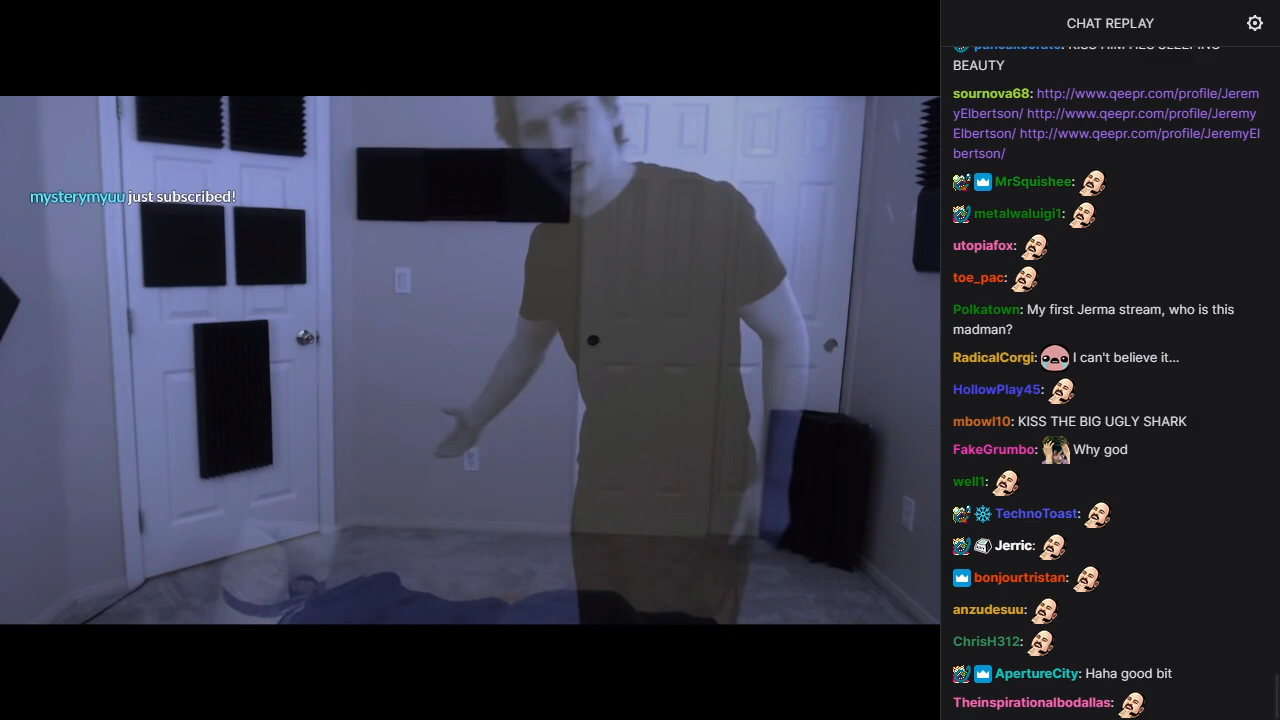 CHAT REPLAY
BEAUTY
sournova68: http://www.qeepr.com/profile/Jerem
yElbertson/ http://www.qeepr.com/profile/Jeremy
Elbertson/ http://www.qeepr.com/profile/JeremyEl
bertson/
mysterymyuu just subscribed!
MrSquishee:
metalwaluigi1:
utopiafox:
toe_pac:
Polkatown: My first Jerma stream, who is this
madman?
RadicalCorgi: I can't believe it...
HollowPlay45:
mbowl10: KISS THE BIG UGLY SHARK
FakeGrumbo: Why god
well1:
TechnoToast:
Jerric:
bonjourtristan:
anzudesuu:
ChrisH312:
ApertureCity: Haha good bit
Theinspirationalbodallas: